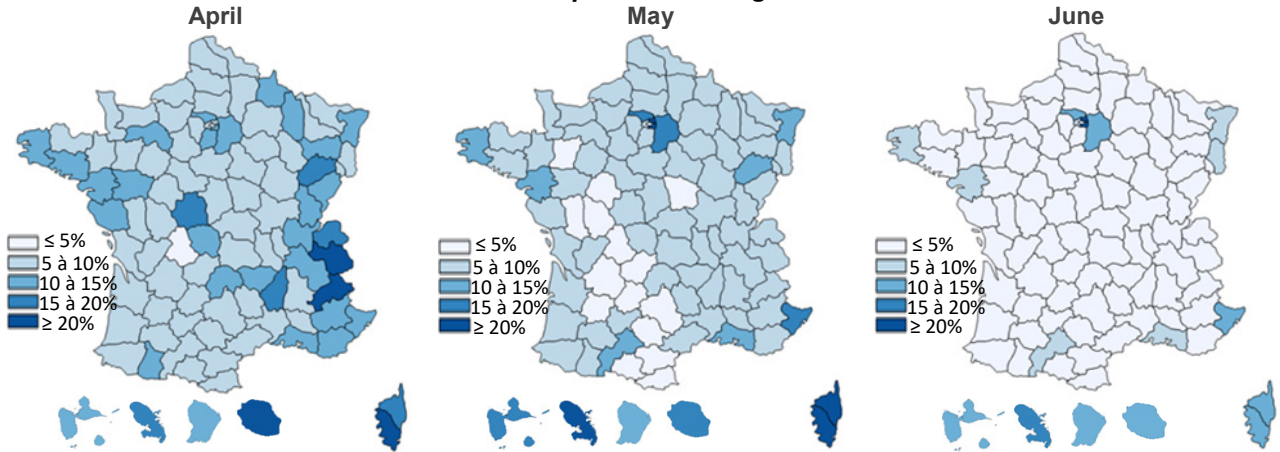 April
May
June
≤ 5%
5 à 10%
10 à 15%
15 à 20%
≥ 20%
≤ 5%
5 à 10%
10 à 15%
15 à 20%
≥ 20%
≤ 5%
5 à 10%
10 à 15%
15 à 20%
≥ 20%